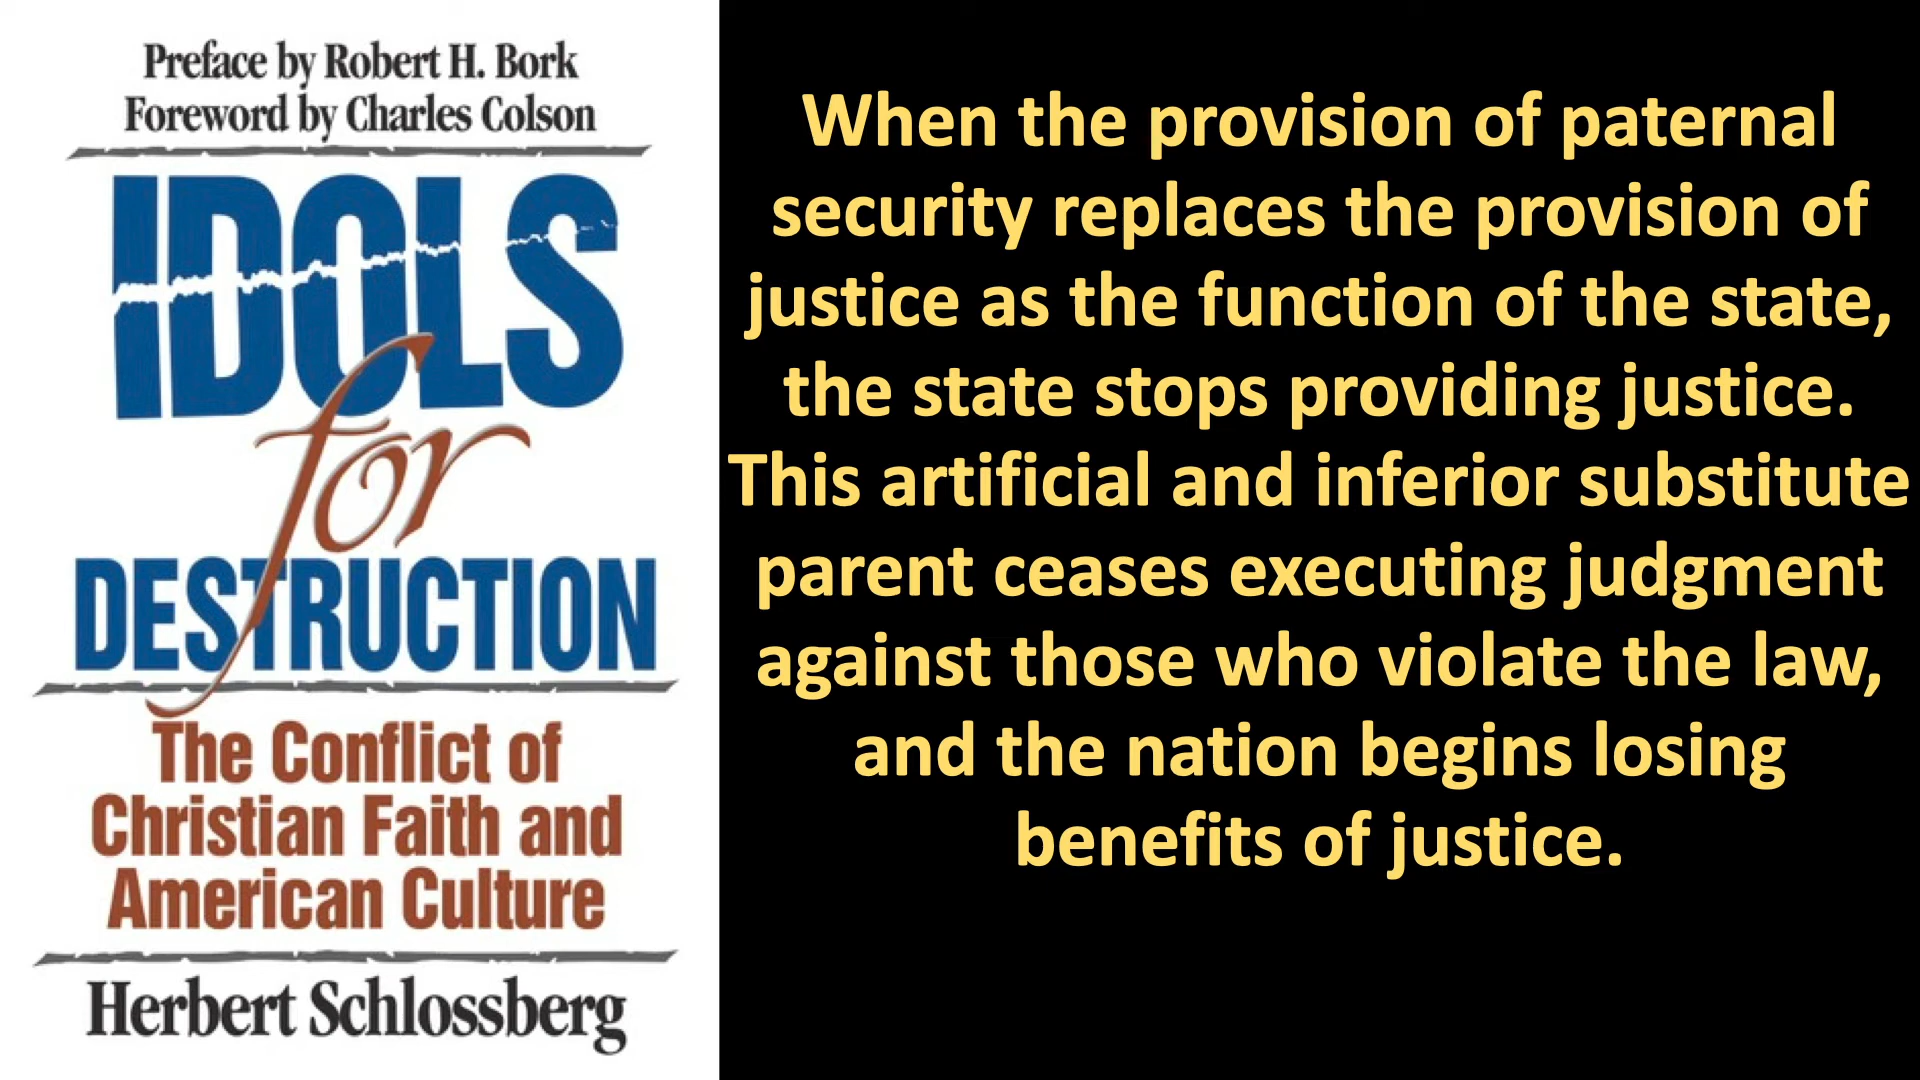 Preface by Robert H. Bork
Foreword by Charles Colson
IDOLS
for
DESTRUCTION
The Conflict of
Christian Faith and
American Culture
Herbert Schlossberg
When the provision of paternal
security replaces the provision of
justice as the function of the state,
the state stops providing justice.
This artificial and inferior substitute
parent ceases executing judgment
against those who violate the law,
and the nation begins losing
benefits of justice.